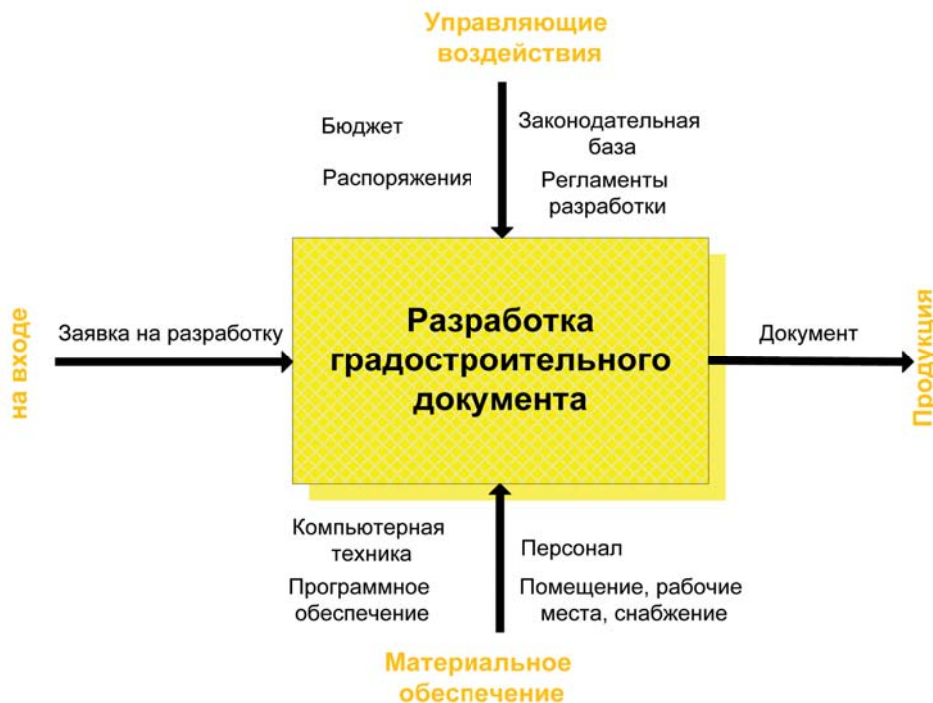 Управляющие
воздействия
Бюджет
Законодательная
база
Распоряжения
Регламенты
разработки
на входе
Заявка на разработку
Разработка
градостроительного
документа
Документ
Продукция
Компьютерная
техника
Персонал
Программное
обеспечение
Помещение, рабочие
места, снабжение
Материальное
обеспечение